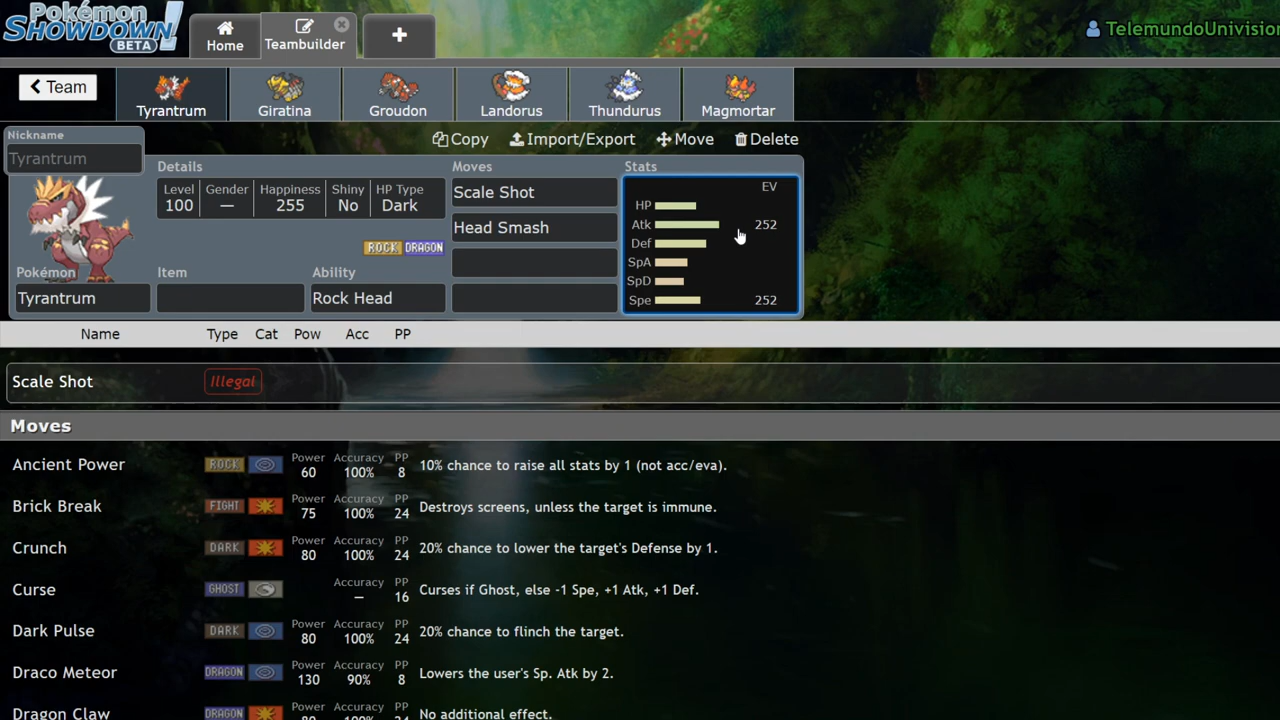 Pokémon
SHOWDOWN!
BETA
Home
Teambuilder
TelemundoUnivision
Team
Tyrantrum
Giratina
Groudon
Landorus
Thundurus
Magmortar
Copy
Import/Export
Move
Delete
Nickname
Tyrantrum
Details
Level Gender Happiness Shiny HP Type
100 — 255 No Dark
ROCK DRAGON
Pokémon
Tyrantrum
Item
Ability
Rock Head
Moves
Scale Shot
Head Smash
Stats
EV
HP
Atk 252
Def
SpA
SpD
Spe 252
Name Type Cat Pow Acc PP
Scale Shot Illegal
Moves
Ancient Power ROCK Power 60 Accuracy 100% PP 8 10% chance to raise all stats by 1 (not acc/eva).
Brick Break FIGHT Power 75 Accuracy 100% PP 24 Destroys screens, unless the target is immune.
Crunch DARK Power 80 Accuracy 100% PP 24 20% chance to lower the target's Defense by 1.
Curse GHOST Accuracy — PP 16 Curses if Ghost, else -1 Spe, +1 Atk, +1 Def.
Dark Pulse DARK Power 80 Accuracy 100% PP 24 20% chance to flinch the target.
Draco Meteor DRAGON Power 130 Accuracy 90% PP 8 Lowers the user's Sp. Atk by 2.
Dragon Claw DRAGON Power 80 Accuracy 100% PP 24 No additional effect.